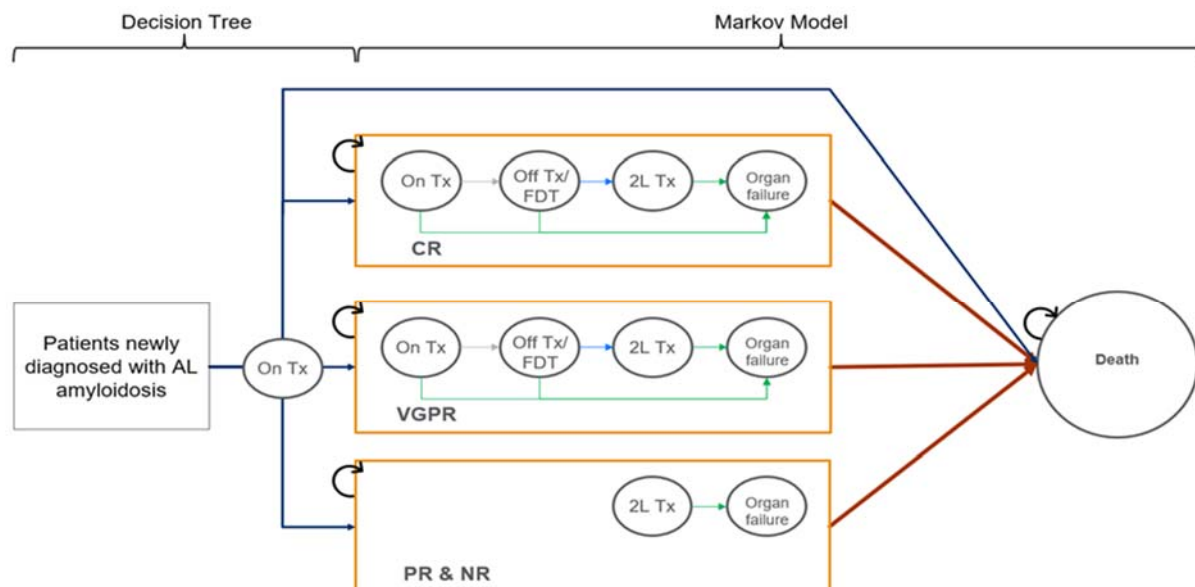 Decision Tree
Markov Model
On Tx
Off Tx/
FDT
2L Tx
Organ
failure
CR
Patients newly
diagnosed with AL
amyloidosis
On Tx
On Tx
Off Tx/
FDT
2L Tx
Organ
failure
VGPR
Death
2L Tx
Organ
failure
PR & NR